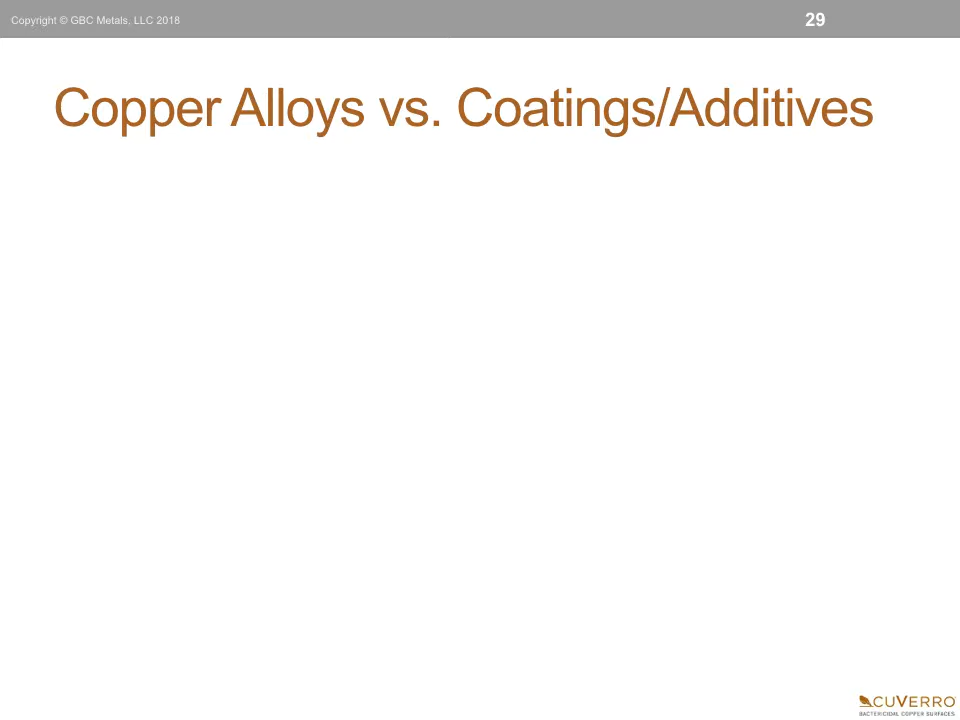 Copyright © GBC Metals, LLC 2018
29
Copper Alloys vs. Coatings/Additives
CUVERRO
BACTERICIDAL COPPER SURFACES